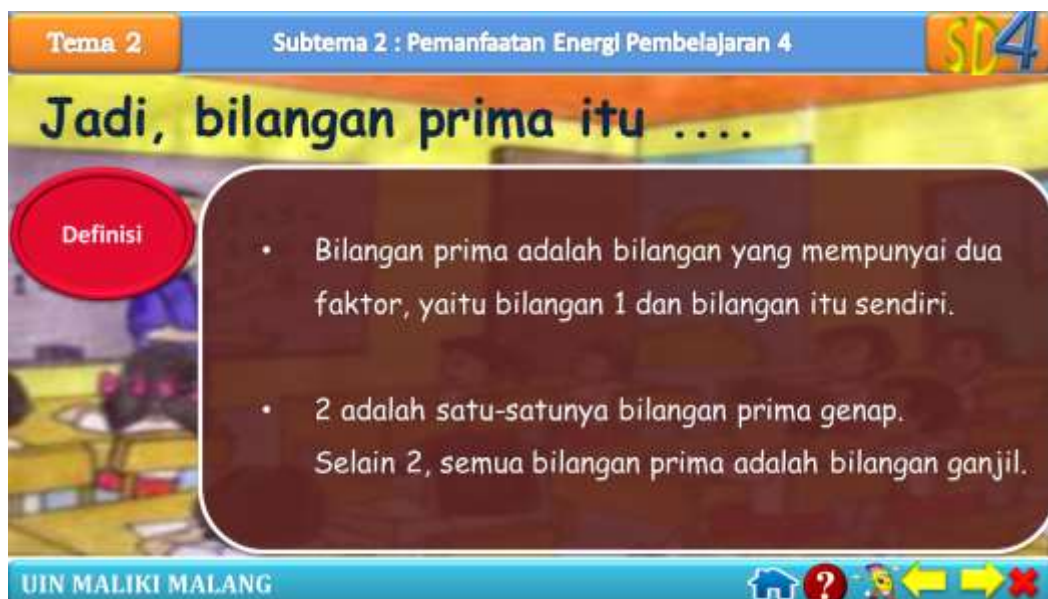 Tema 2
Subtema 2 : Pemanfaatan Energi Pembelajaran 4
SD4
Jadi, bilangan prima itu ....
Definisi
• Bilangan prima adalah bilangan yang mempunyai dua
faktor, yaitu bilangan 1 dan bilangan itu sendiri.
• 2 adalah satu-satunya bilangan prima genap.
Selain 2, semua bilangan prima adalah bilangan ganjil.
UIN MALIKI MALANG
?